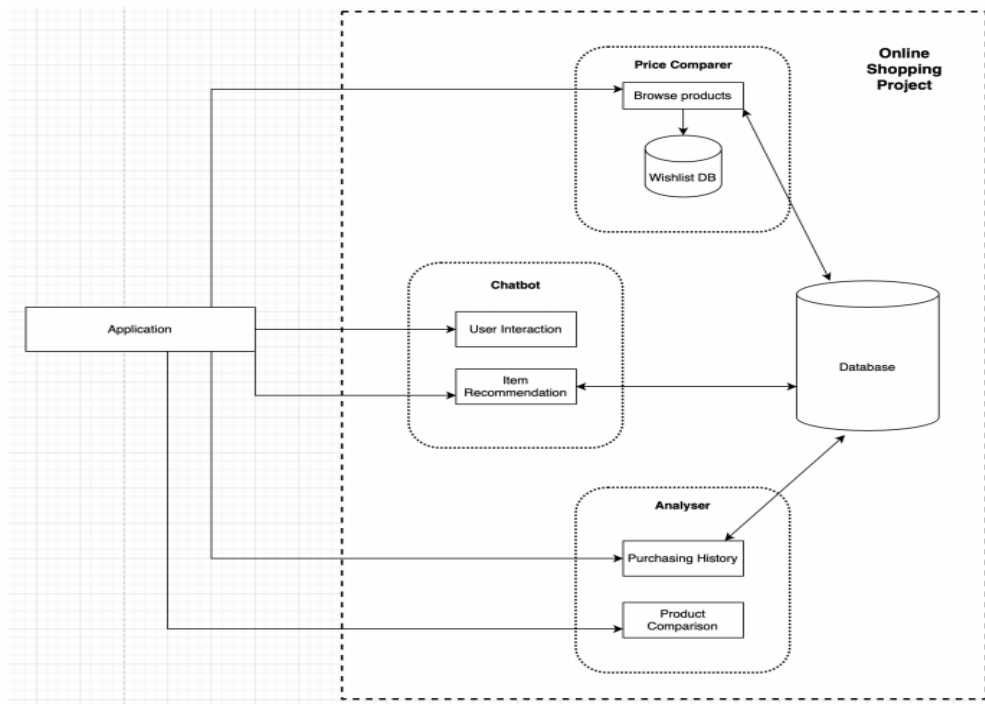 Online
Shopping
Project
Price Comparer
Browse products
Wishlist DB
Chatbot
User Interaction
Item
Recommendation
Application
Database
Analyser
Purchasing History
Product
Comparison